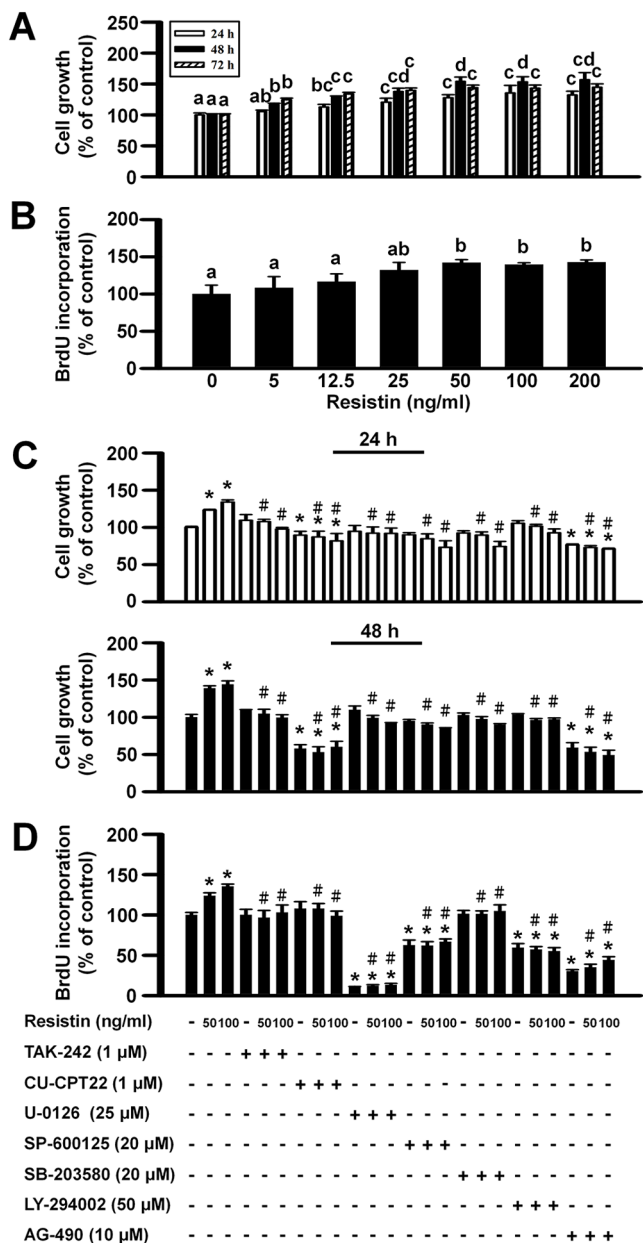 A
24 h
48 h
72 h
Cell growth
(% of control)
200
150
100
50
0
a a a
ab b b
bc c c
c cd c
c d c
c d c
c cd c
B
BrdU incorporation
(% of control)
200
150
100
50
0
a a a ab b b b
0 5 12.5 25 50 100 200
Resistin (ng/ml)
C
24 h
Cell growth
(% of control)
200
150
100
50
0
* * # # * # * # * # # # # # # # # * # * # *
48 h
Cell growth
(% of control)
200
150
100
50
0
* * # # * # * # * # # # # # # # # * # * # *
D
BrdU incorporation
(% of control)
200
150
100
50
0
* * # # # # * # * # * * # * # * # # * # * # * * # * # *
Resistin (ng/ml) - 50 100 - 50 100 - 50 100 - 50 100 - 50 100 - 50 100 - 50 100 - 50 100
TAK-242 (1 μM) - - - + + + - - - - - - - - - - - - - - - - - -
CU-CPT22 (1 μM) - - - - - - + + + - - - - - - - - - - - - - - -
U-0126 (25 μM) - - - - - - - - - + + + - - - - - - - - - - - -
SP-600125 (20 μM) - - - - - - - - - - - - + + + - - - - - - - - -
SB-203580 (20 μM) - - - - - - - - - - - - - - - + + + - - - - - -
LY-294002 (50 μM) - - - - - - - - - - - - - - - - - - + + + - - -
AG-490 (10 μM) - - - - - - - - - - - - - - - - - - - - - + + +